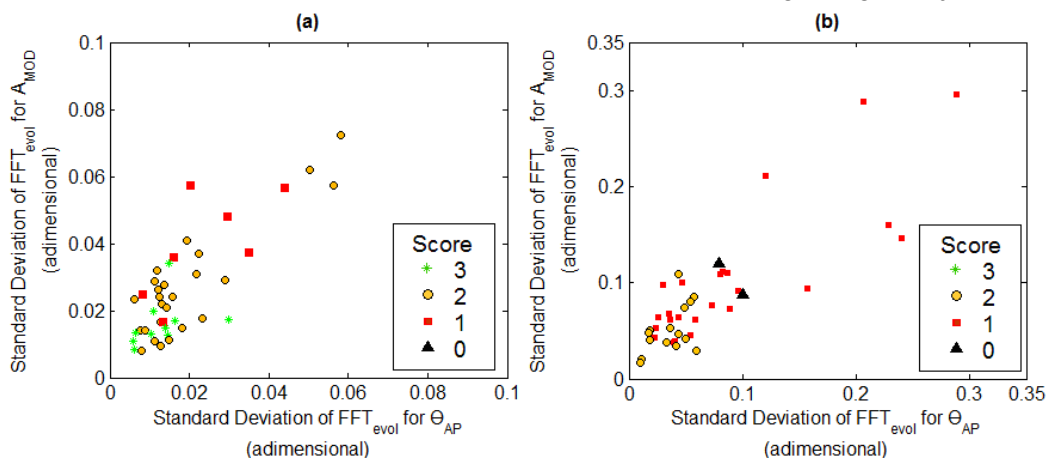 (a)
Standard Deviation of FFTevol for AMOD
(adimensional)
0.1
0.08
0.06
0.04
0.02
0
0
0.02
0.04
0.06
0.08
0.1
Score
3
2
1
0
Standard Deviation of FFTevol for ΘAP
(adimensional)
(b)
Standard Deviation of FFTevol for AMOD
(adimensional)
0.35
0.3
0.2
0.1
0
0
0.1
0.2
0.3
0.35
Score
3
2
1
0
Standard Deviation of FFTevol for ΘAP
(adimensional)